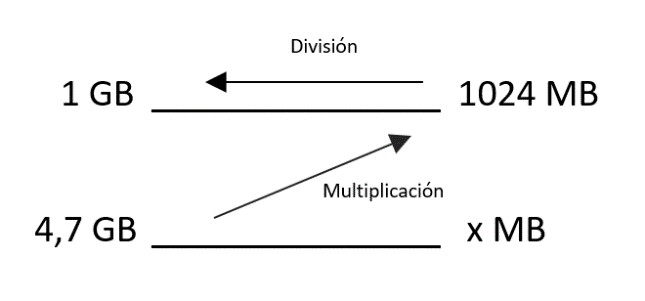 División
1 GB 1024 MB
Multiplicación
4,7 GB x MB